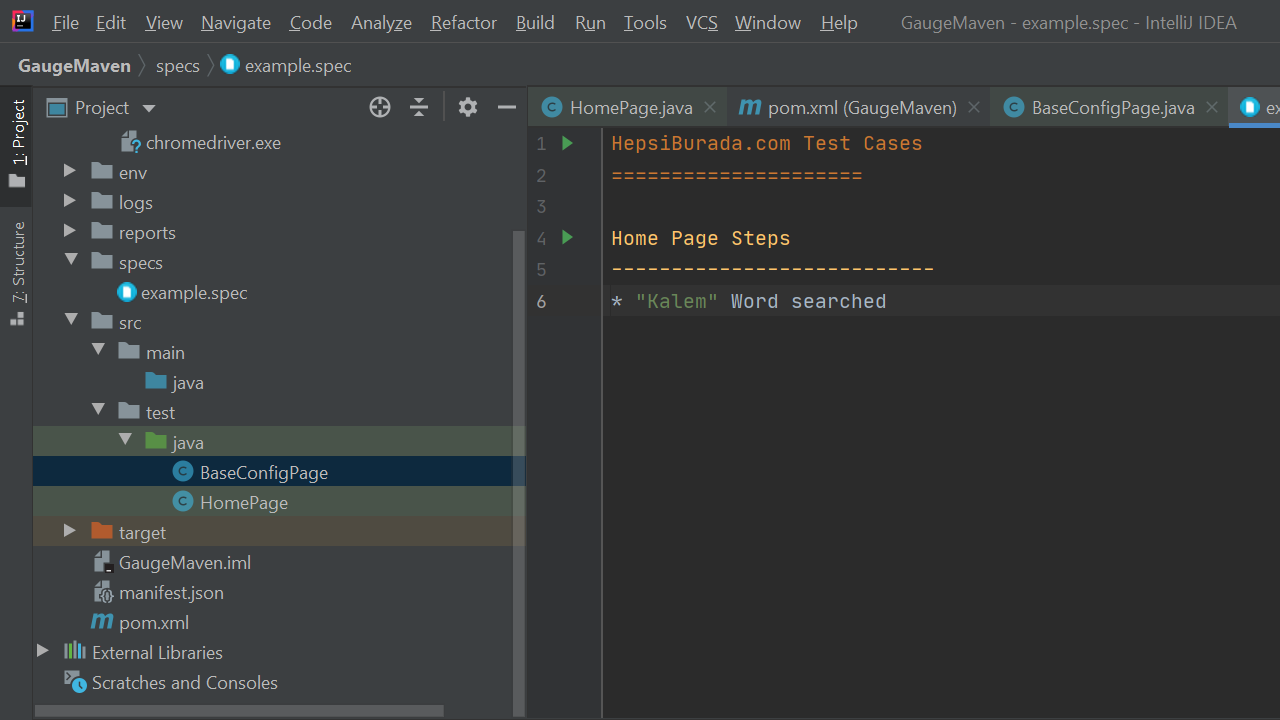 File Edit View Navigate Code Analyze Refactor Build Run Tools VCS Window Help GaugeMaven - example.spec - IntelliJ IDEA
GaugeMaven specs example.spec
1: Project
7: Structure
Project
chromedriver.exe
env
logs
reports
specs
example.spec
src
main
java
test
java
BaseConfigPage
HomePage
target
GaugeMaven.iml
manifest.json
pom.xml
External Libraries
Scratches and Consoles
HomePage.java pom.xml (GaugeMaven) BaseConfigPage.java ex
1 HepsiBurada.com Test Cases
2 =====================
3
4 Home Page Steps
5 ---------------------------
6 * "Kalem" Word searched